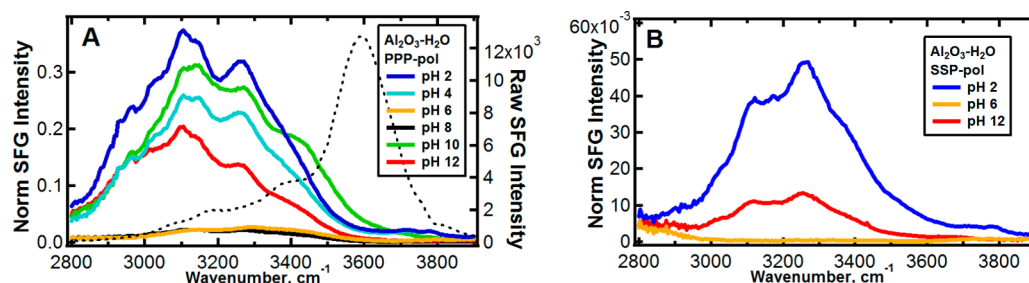 A
Al₂O₃-H₂O
PPP-pol
pH 2
pH 4
pH 6
pH 8
pH 10
pH 12
Norm SFG Intensity
0.3
0.2
0.1
0.0
12x10³
10
8
6
4
2
0
Raw SFG Intensity
2800 3000 3200 3400 3600 3800
Wavenumber, cm⁻¹
B
Al₂O₃-H₂O
SSP-pol
pH 2
pH 6
pH 12
Norm SFG Intensity
60x10⁻³
50
40
30
20
10
0
2800 3000 3200 3400 3600 3800
Wavenumber, cm⁻¹